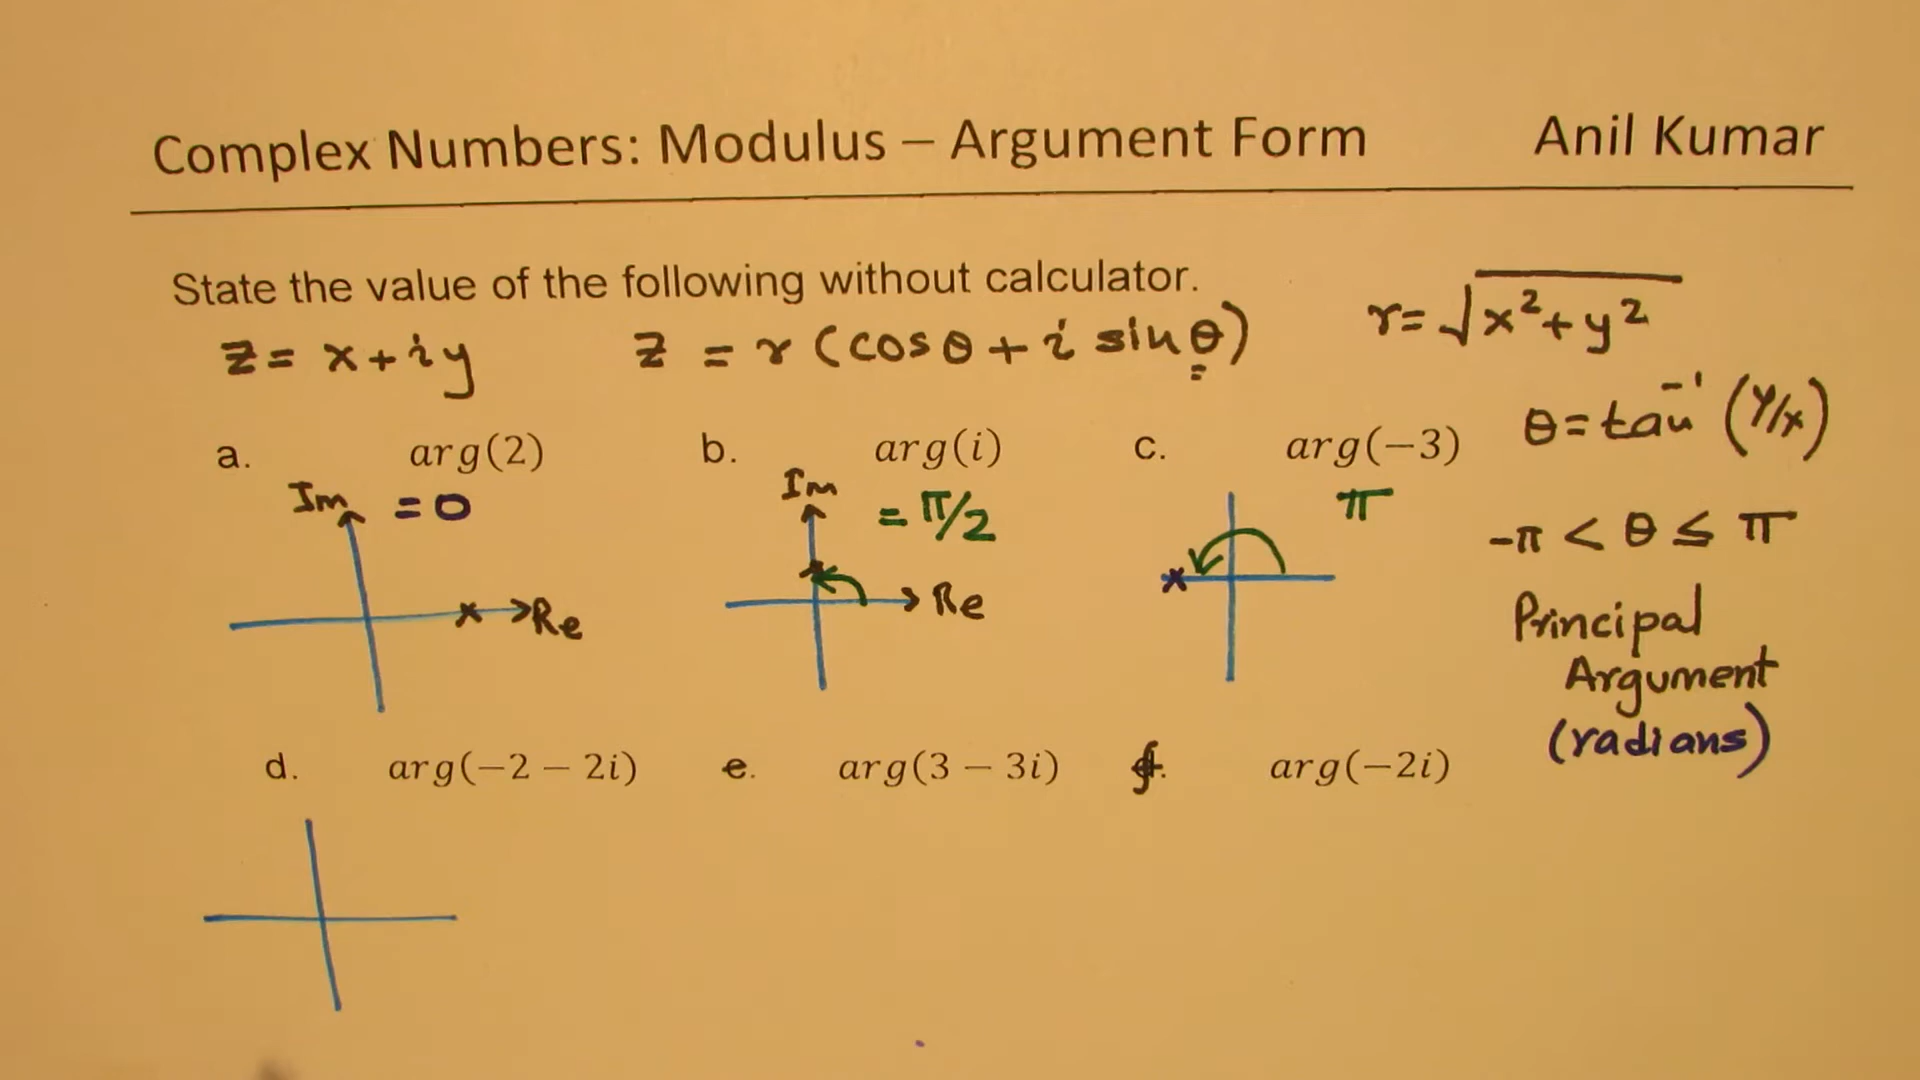 Complex Numbers: Modulus – Argument Form Anil Kumar
State the value of the following without calculator.
z = x + iy z = r (cos θ + i sin θ) r = √x² + y²
θ = tan⁻¹ (y/x)
a. arg(2) b. arg(i) c. arg(−3)
Im = 0 Im = π/2 π
-π < θ ≤ π
Re Re
Principal
Argument
(radians)
d. arg(−2 − 2i) e. arg(3 − 3i) f. arg(−2i)